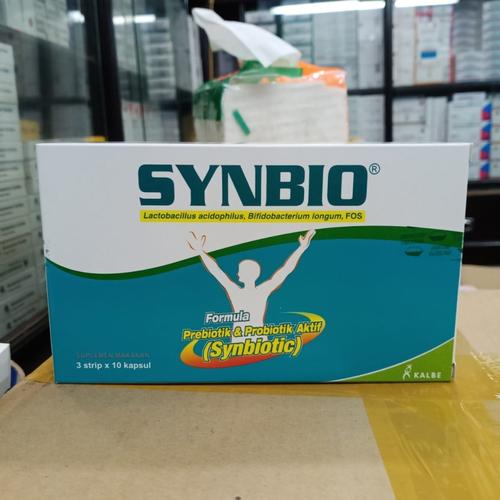 SYNBIO®
Lactobacillus acidophilus, Bifidobacterium longum, FOS
Formula
Prebiotik & Probiotik Aktif
(Synbiotic)
SUPLEMEN MAKANAN
3 strip x 10 kapsul
KALBE